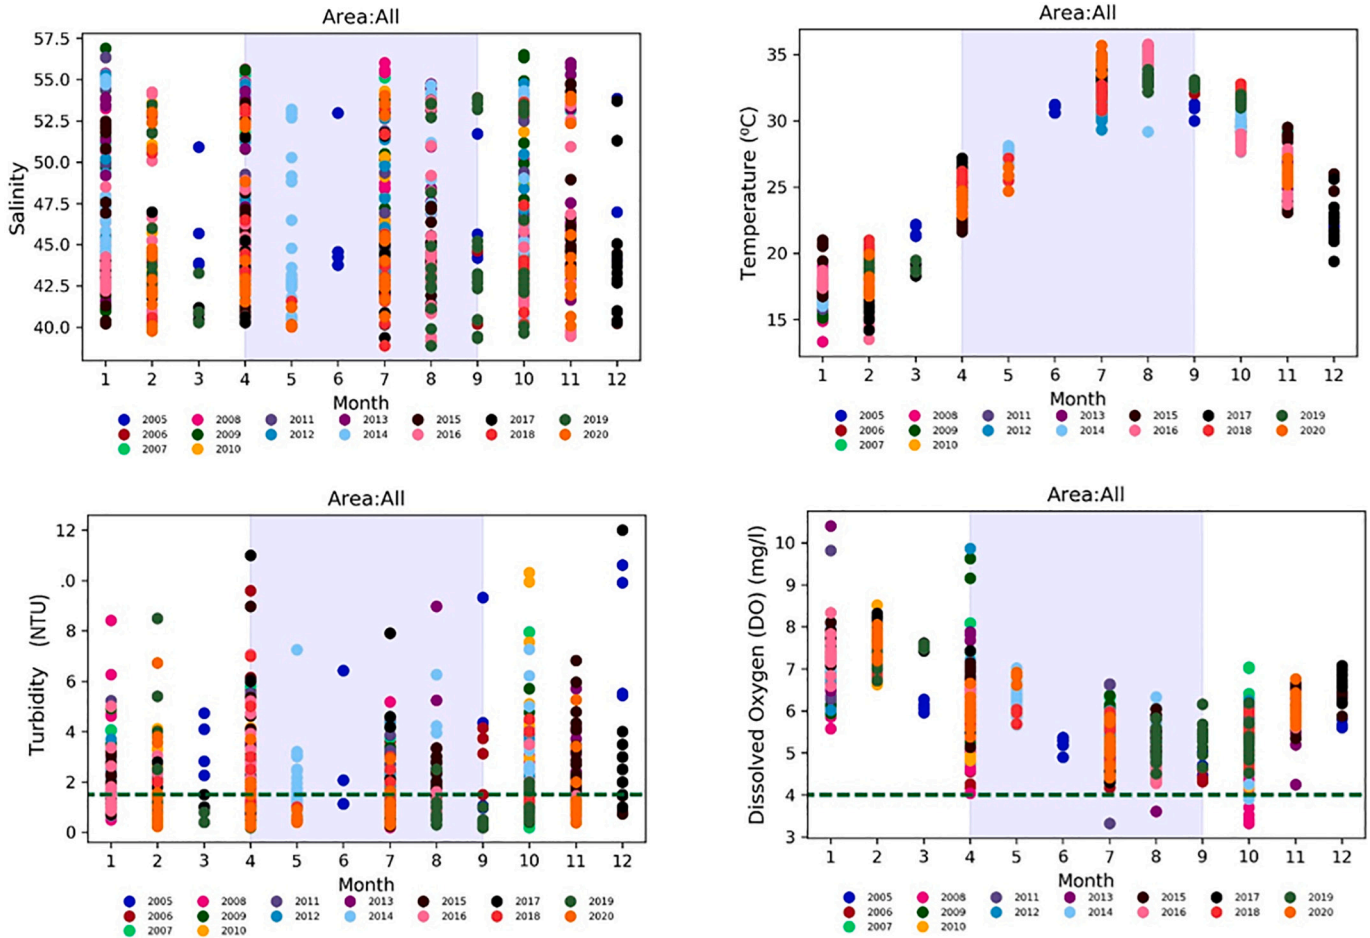 Area:All
57.5
55.0
52.5
50.0
47.5
45.0
42.5
40.0
Salinity
1 2 3 4 5 6 7 8 9 10 11 12
Month
2005 2008 2011 2013 2015 2017 2019
2006 2009 2012 2014 2016 2018 2020
2007 2010
Area:All
35
30
25
20
15
Temperature (ºC)
1 2 3 4 5 6 7 8 9 10 11 12
Month
2005 2008 2011 2013 2015 2017 2019
2006 2009 2012 2014 2016 2018 2020
2007 2010
Area:All
12
.0
8
6
4
2
0
Turbidity (NTU)
1 2 3 4 5 6 7 8 9 10 11 12
Month
2005 2008 2011 2013 2015 2017 2019
2006 2009 2012 2014 2016 2018 2020
2007 2010
Area:All
10
9
8
7
6
5
4
3
Dissolved Oxygen (DO) (mg/l)
1 2 3 4 5 6 7 8 9 10 11 12
Month
2005 2008 2011 2013 2015 2017 2019
2006 2009 2012 2014 2016 2018 2020
2007 2010